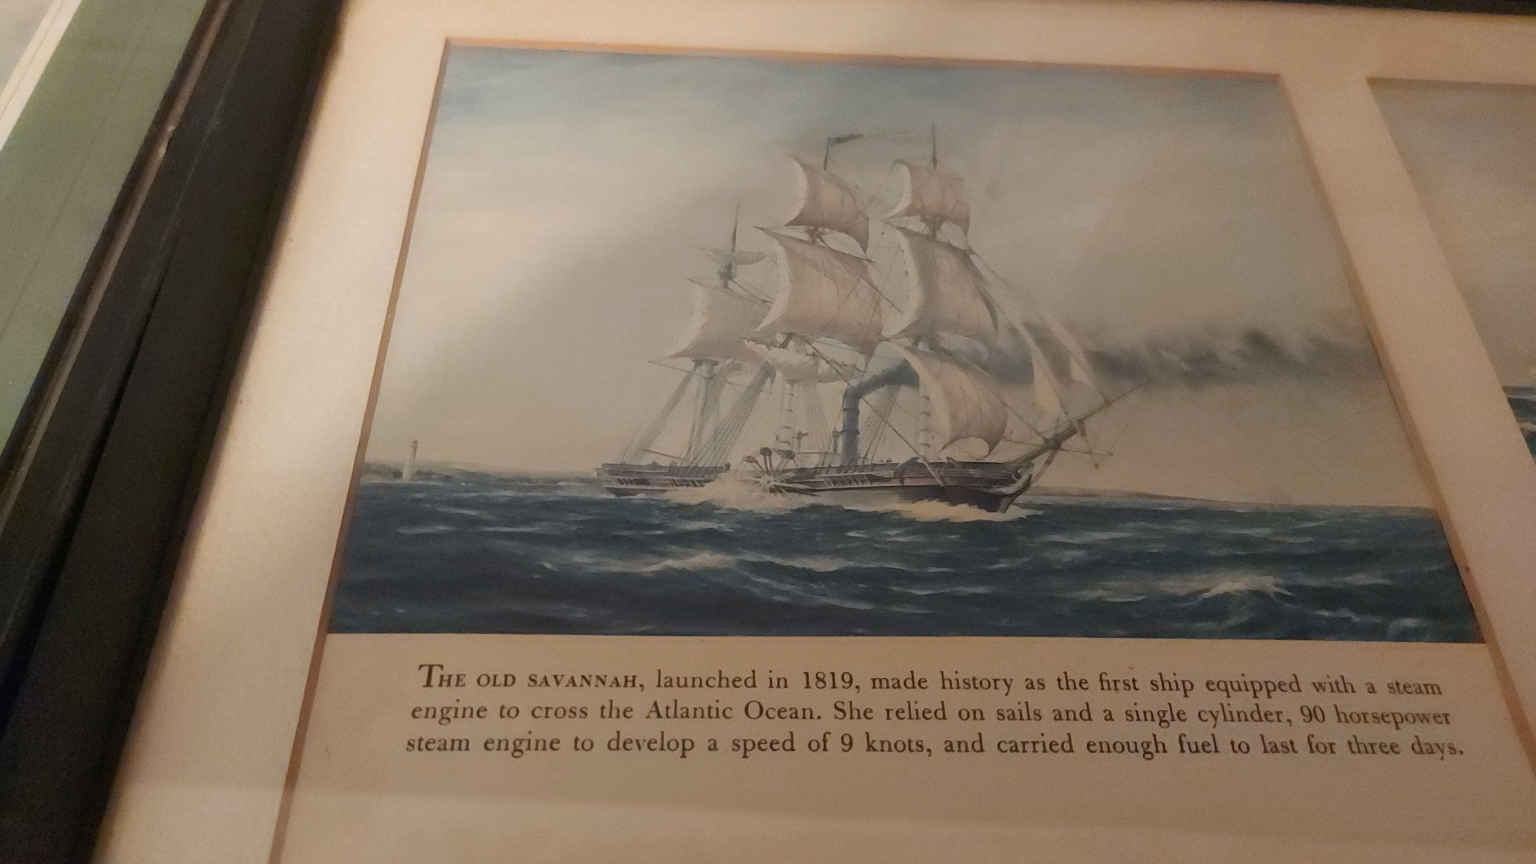 THE OLD SAVANNAH, launched in 1819, made history as the first ship equipped with a steam
engine to cross the Atlantic Ocean. She relied on sails and a single cylinder, 90 horsepower
steam engine to develop a speed of 9 knots, and carried enough fuel to last for three days.